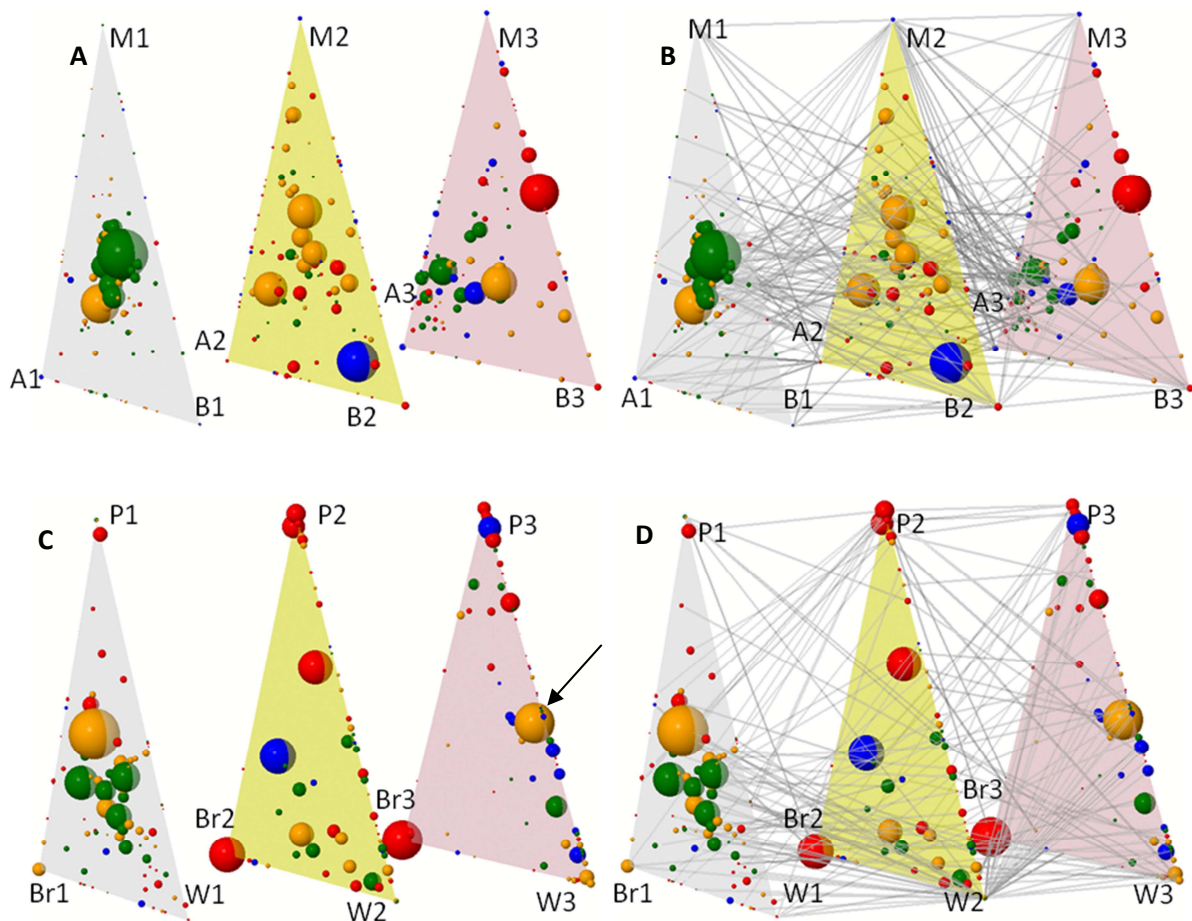 A M1 M2 M3
A3
A2
A1 B1 B2 B3
B M1 M2 M3
A3
A2
A1 B1 B2 B3
C P1 P2 P3
Br2 Br3
Br1 W1 W2 W3
D P1 P2 P3
Br3
Br2
Br1 W1 W2 W3